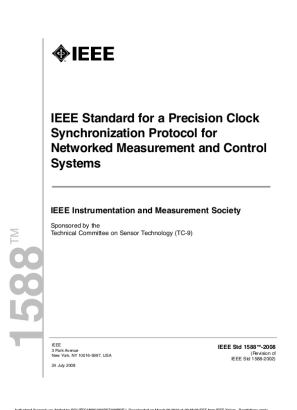 IEEE
IEEE Standard for a Precision Clock
Synchronization Protocol for
Networked Measurement and Control
Systems
IEEE Instrumentation and Measurement Society
Sponsored by the
Technical Committee on Sensor Technology (TC-9)
1588™
IEEE
3 Park Avenue
New York, NY 10016-5997, USA
24 July 2008
IEEE Std 1588™-2008
(Revision of
IEEE Std 1588-2002)